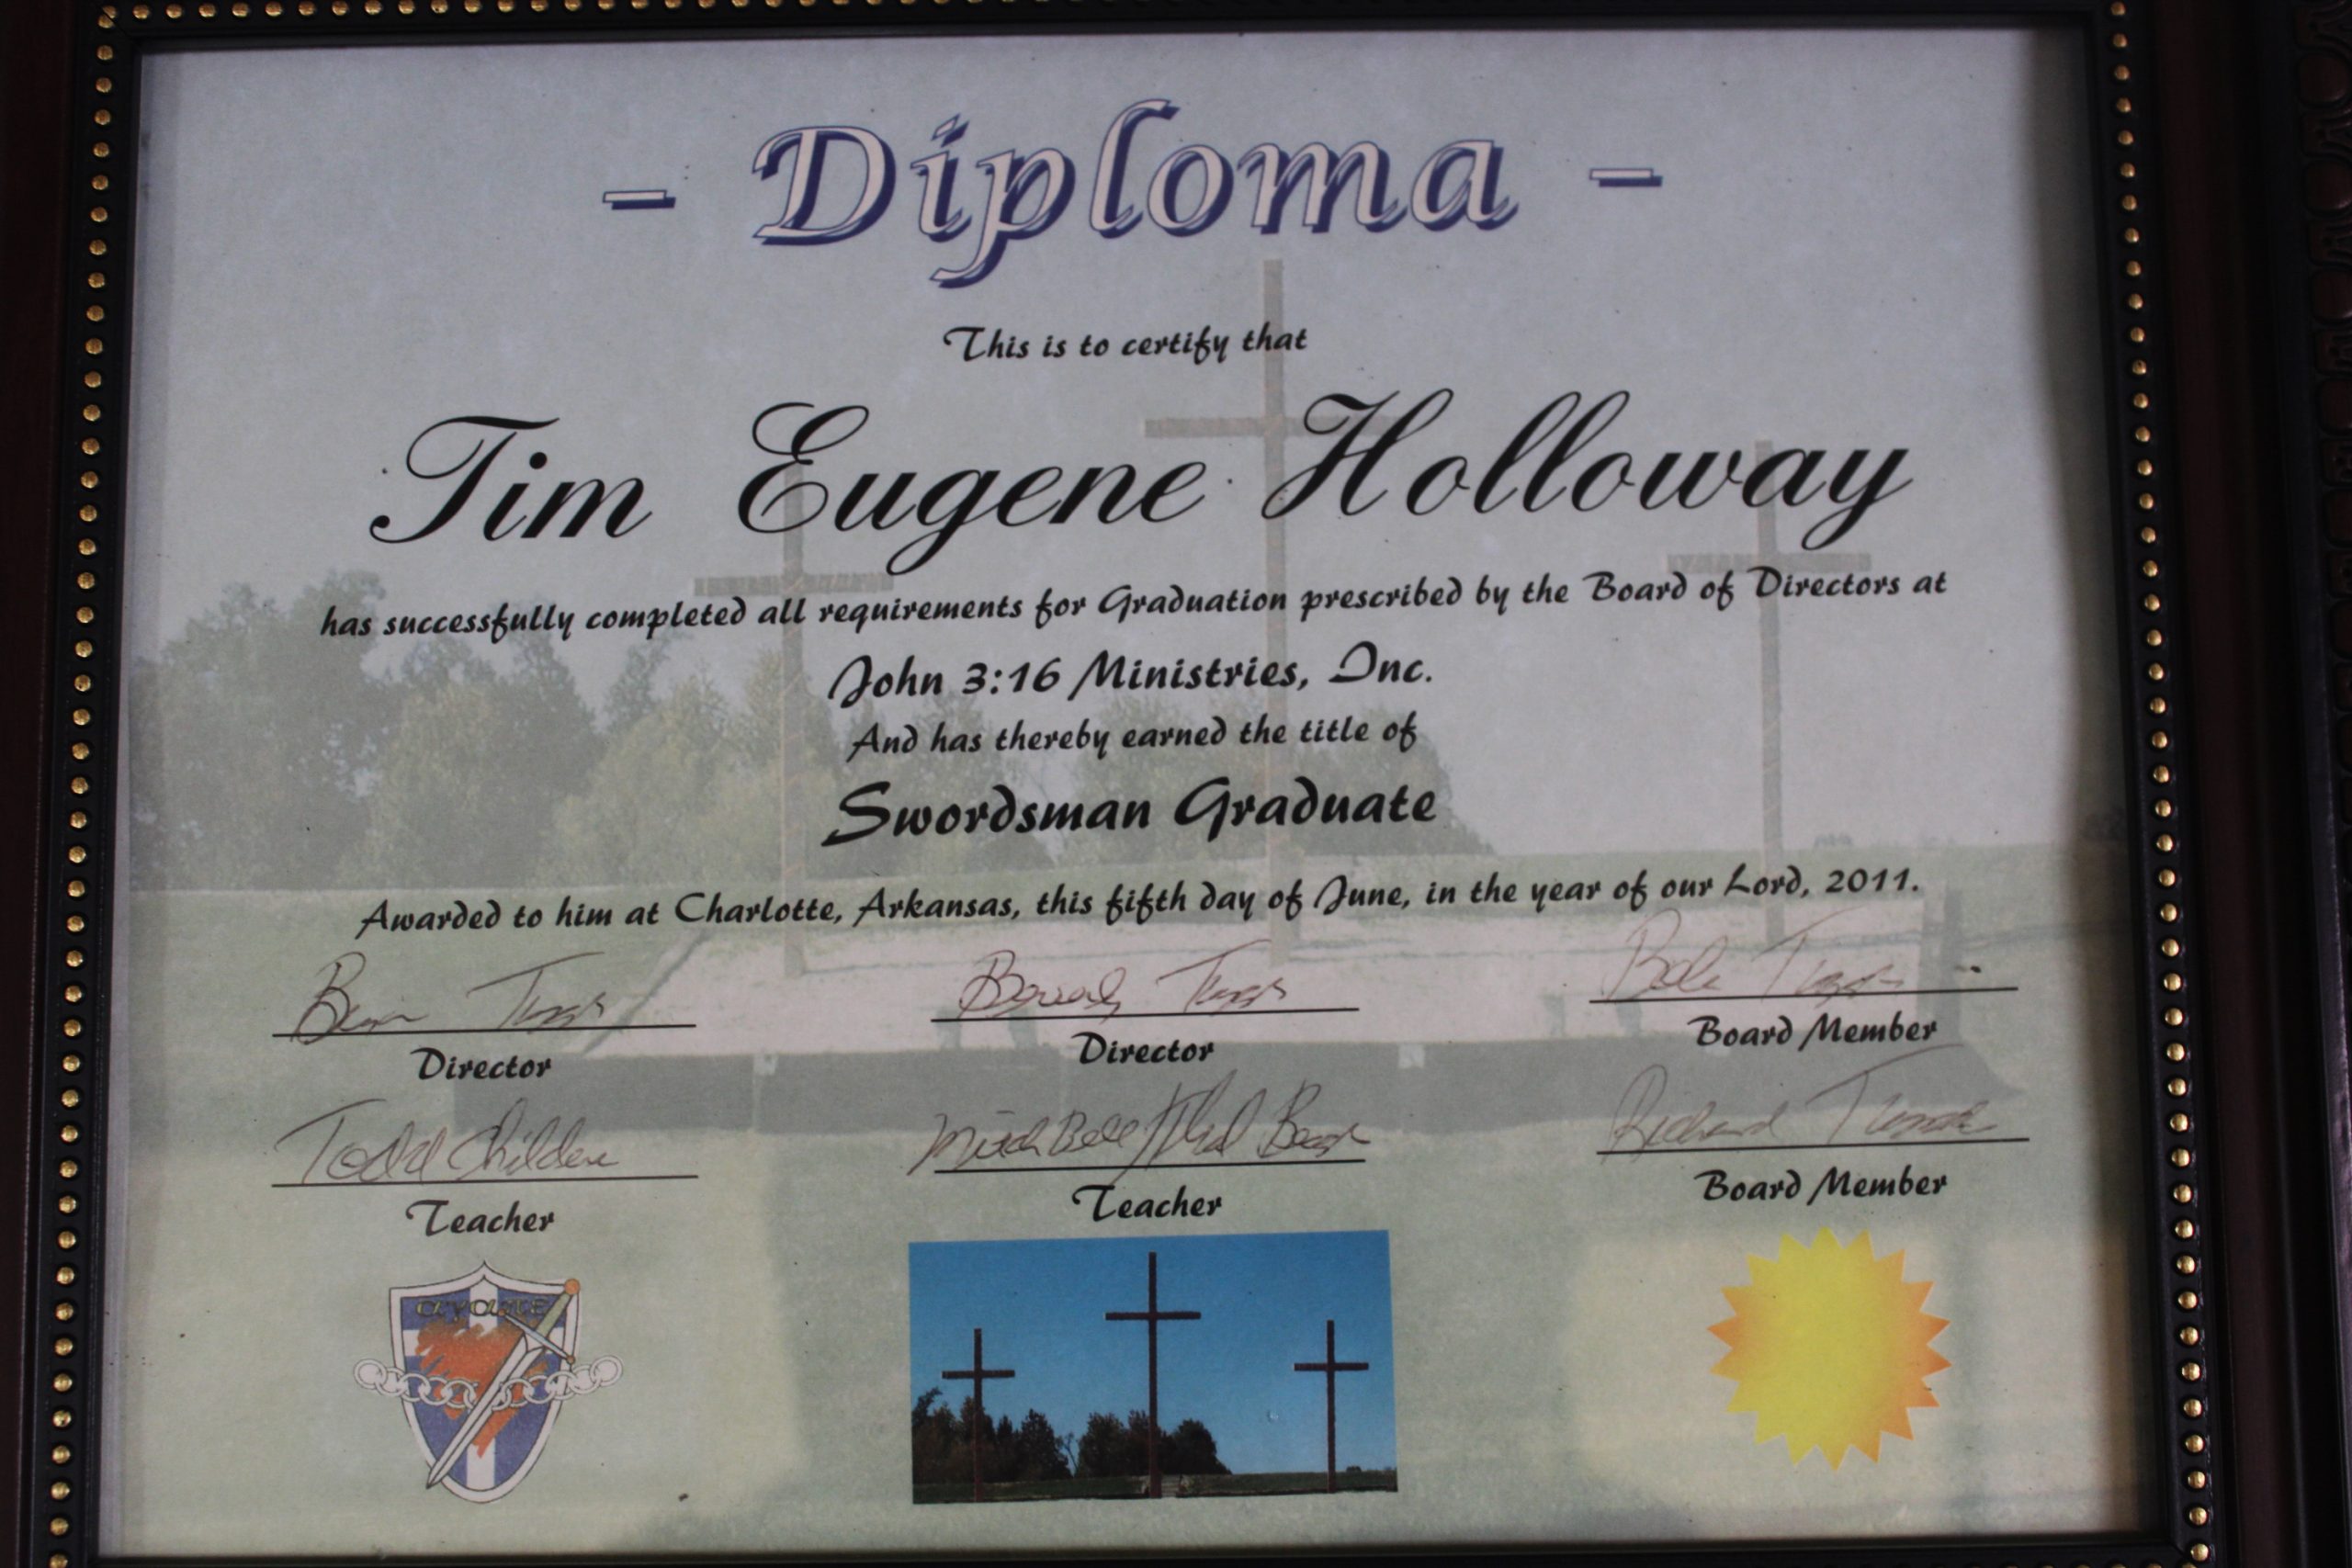 - Diploma -
This is to certify that
Tim Eugene Holloway
has successfully completed all requirements for Graduation prescribed by the Board of Directors at
John 3:16 Ministries, Inc.
And has thereby earned the title of
Swordsman Graduate
Awarded to him at Charlotte, Arkansas, this fifth day of June, in the year of our Lord, 2011.
Director
Director
Board Member
Todd
Richard
Teacher
Teacher
Board Member